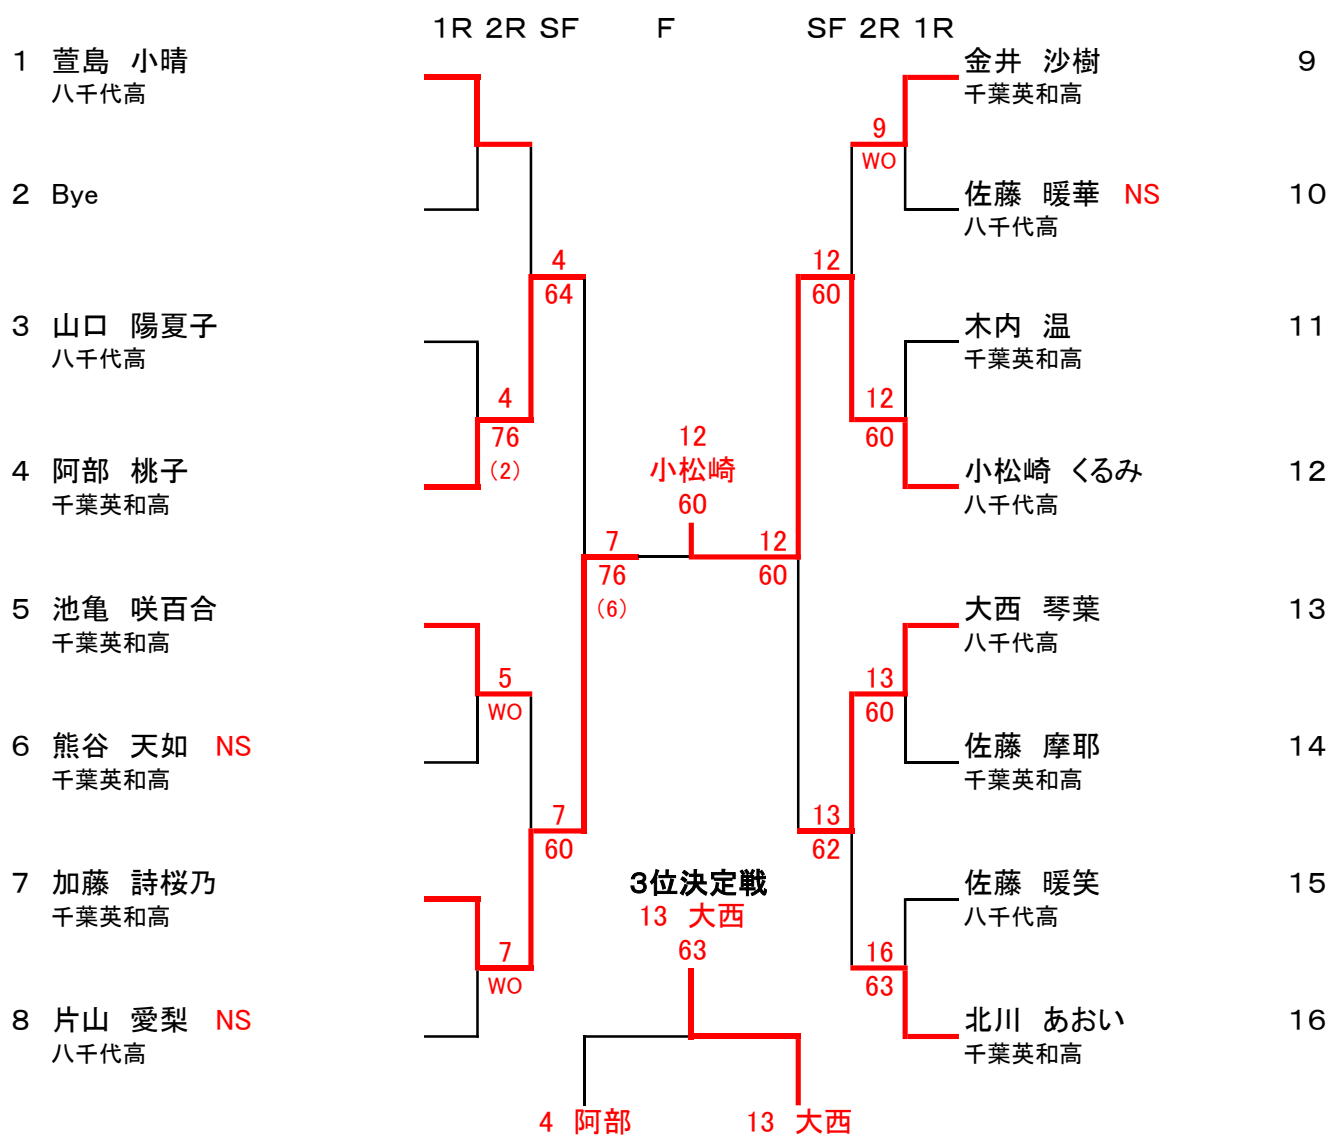 1R 2R SF F SF 2R 1R
1 萱島 小晴
八千代高
2 Bye
3 山口 陽夏子
八千代高
4 阿部 桃子
千葉英和高
5 池亀 咲百合
千葉英和高
6 熊谷 天如 NS
千葉英和高
7 加藤 詩桜乃
千葉英和高
8 片山 愛梨 NS
八千代高
4
64
4
76
(2)
5
WO
7
60
7
WO
7
76
(6)
12
小松崎
60
12
60
3位決定戦
13 大西
63
4 阿部
13 大西
9
WO
12
60
12
60
13
60
13
62
16
63
金井 沙樹 9
千葉英和高
佐藤 暖華 NS 10
八千代高
木内 温 11
千葉英和高
小松崎 くるみ 12
八千代高
大西 琴葉 13
八千代高
佐藤 摩耶 14
千葉英和高
佐藤 暖笑 15
八千代高
北川 あおい 16
千葉英和高